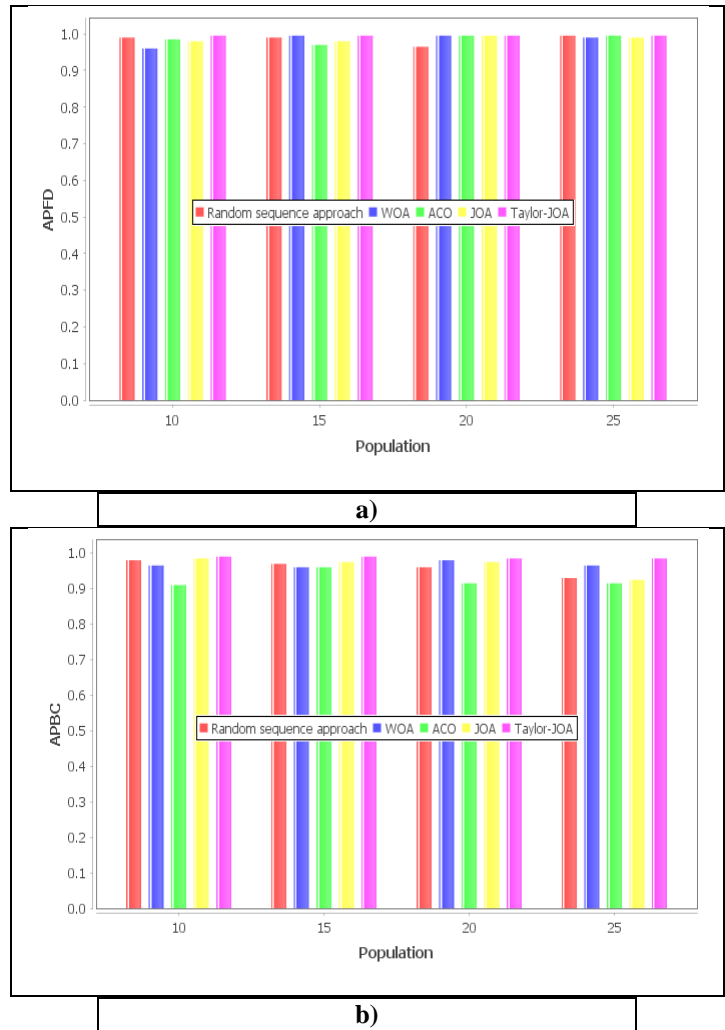 1.0
0.9
0.8
0.7
0.6
0.5
0.4
0.3
0.2
0.1
0.0
APFD
Random sequence approach WOA ACO JOA Taylor-JOA
10 15 20 25
Population
a)
1.0
0.9
0.8
0.7
0.6
0.5
0.4
0.3
0.2
0.1
0.0
APBC
Random sequence approach WOA ACO JOA Taylor-JOA
10 15 20 25
Population
b)